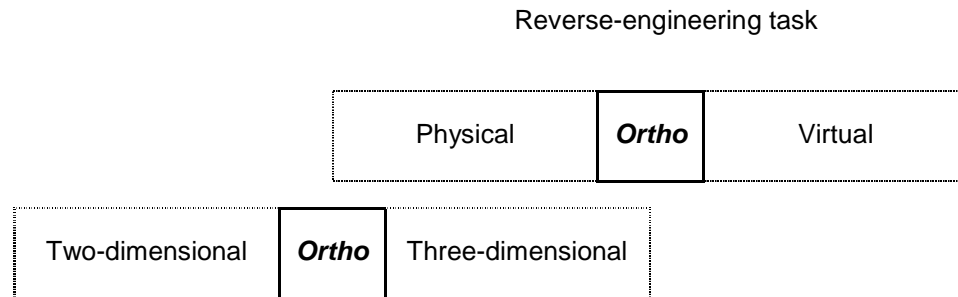 Reverse-engineering task
Physical Ortho Virtual
Two-dimensional Ortho Three-dimensional